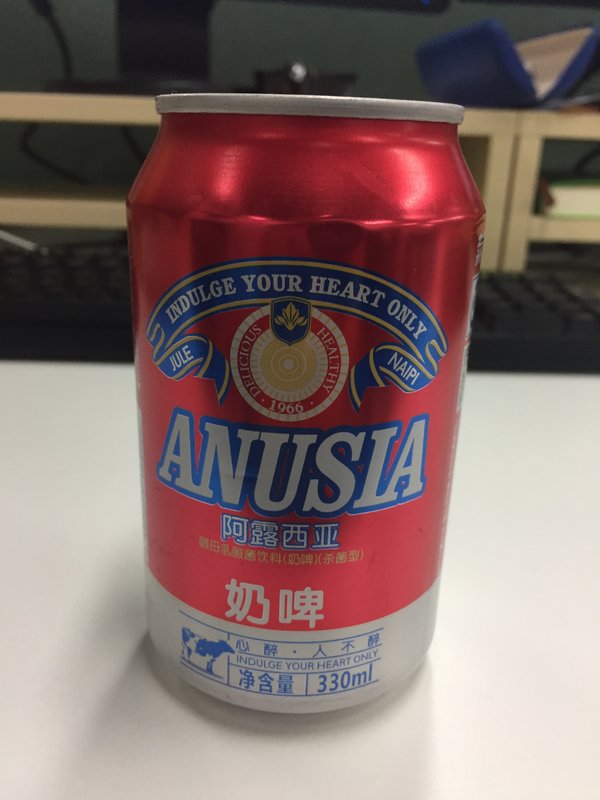 INDULGE YOUR HEART ONLY
JULE
NAIPI
DELICIOUS
HEALTHY
1966
ANUSIA
阿露西亚
酵母乳酸菌饮料(奶啤)(杀菌型)
奶啤
心醉·人不醉
INDULGE YOUR HEART ONLY
净含量 330ml